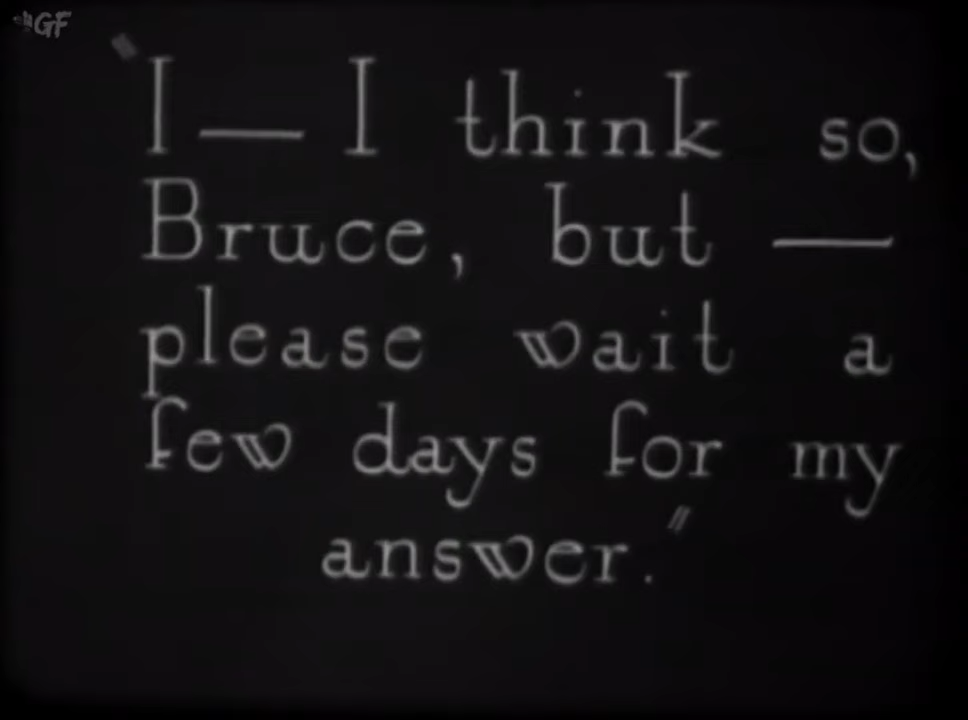 GF
"I — I think so,
Bruce, but —
please wait a
few days for my
answer."